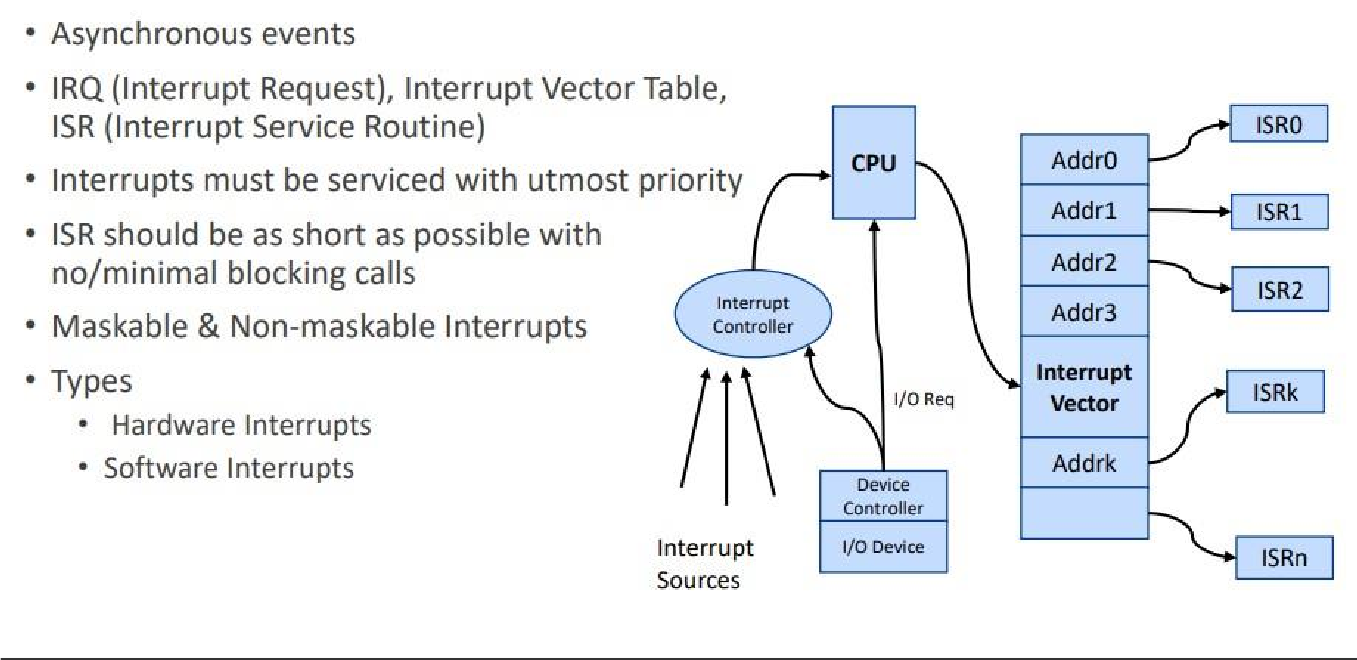 • Asynchronous events
• IRQ (Interrupt Request), Interrupt Vector Table,
ISR (Interrupt Service Routine)
• Interrupts must be serviced with utmost priority
• ISR should be as short as possible with
no/minimal blocking calls
• Maskable & Non-maskable Interrupts
• Types
• Hardware Interrupts
• Software Interrupts
CPU
Interrupt
Controller
I/O Req
Device
Controller
I/O Device
Interrupt
Sources
Addr0
Addr1
Addr2
Addr3
Interrupt
Vector
Addrk
ISR0
ISR1
ISR2
ISRk
ISRn